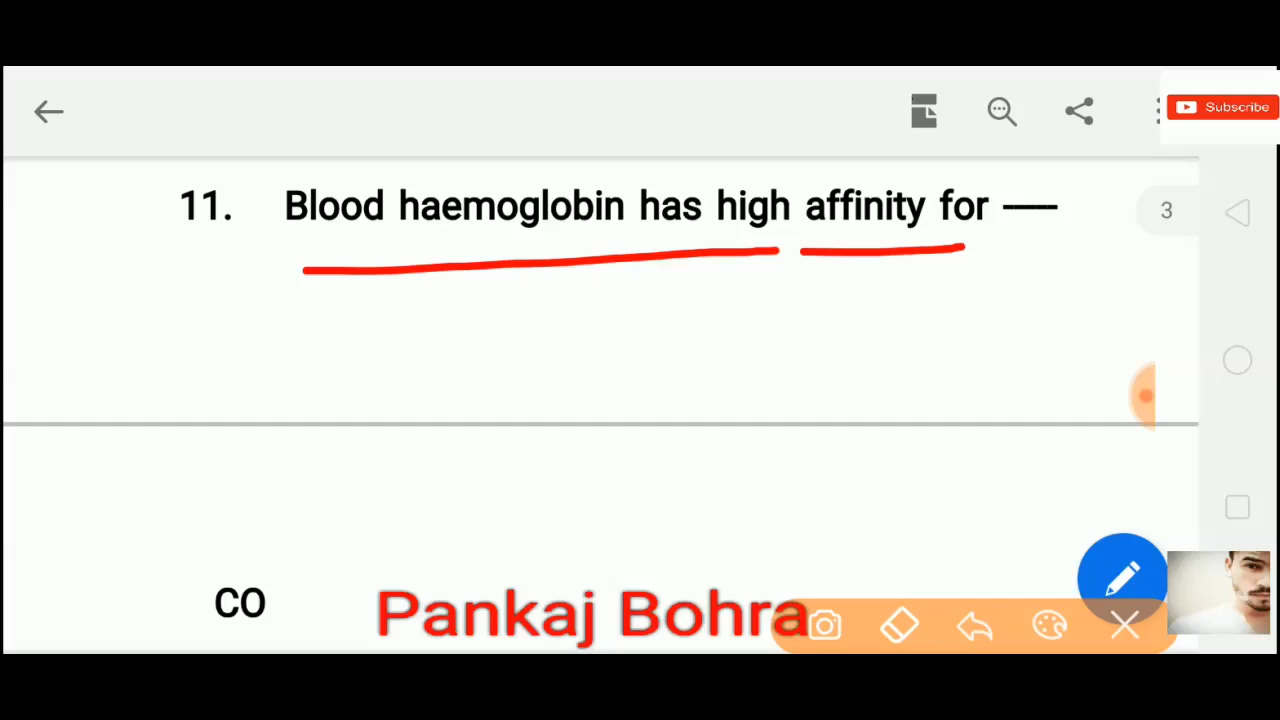 Subscribe
11. Blood haemoglobin has high affinity for -----
3
CO
Pankaj Bohra